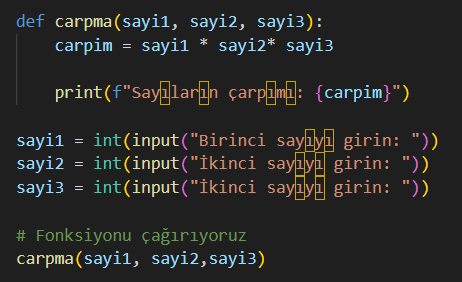 def carpma(sayi1, sayi2, sayi3):
    carpim = sayi1 * sayi2* sayi3
    print(f"Sayıların çarpımı: {carpim}")
sayi1 = int(input("Birinci sayıyı girin: "))
sayi2 = int(input("İkinci sayıyı girin: "))
sayi3 = int(input("İkinci sayıyı girin: "))
# Fonksiyonu çağırıyoruz
carpma(sayi1, sayi2,sayi3)